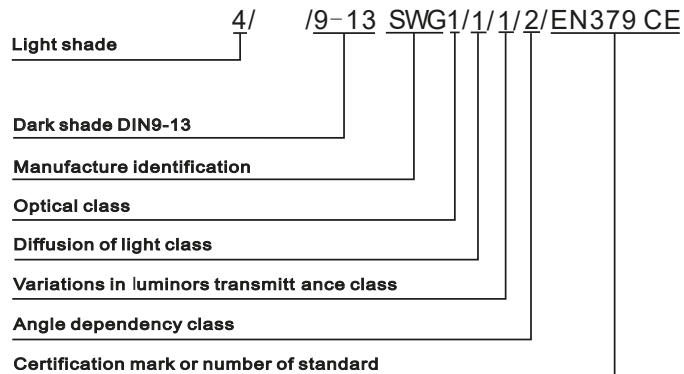 4/ /9-13 SWG1/1/1/2/EN379 CE
Light shade
Dark shade DIN9-13
Manufacture identification
Optical class
Diffusion of light class
Variations in luminors transmitt ance class
Angle dependency class
Certification mark or number of standard